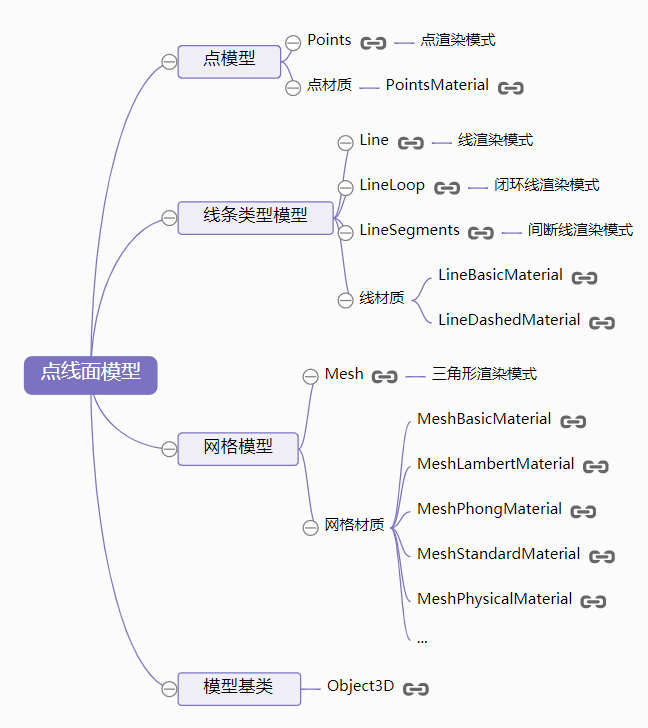 点线面模型
点模型
Points
点渲染模式
点材质
PointsMaterial
线条类型模型
Line
线渲染模式
LineLoop
闭环线渲染模式
LineSegments
间断线渲染模式
线材质
LineBasicMaterial
LineDashedMaterial
网格模型
Mesh
三角形渲染模式
网格材质
MeshBasicMaterial
MeshLambertMaterial
MeshPhongMaterial
MeshStandardMaterial
MeshPhysicalMaterial
...
模型基类
Object3D